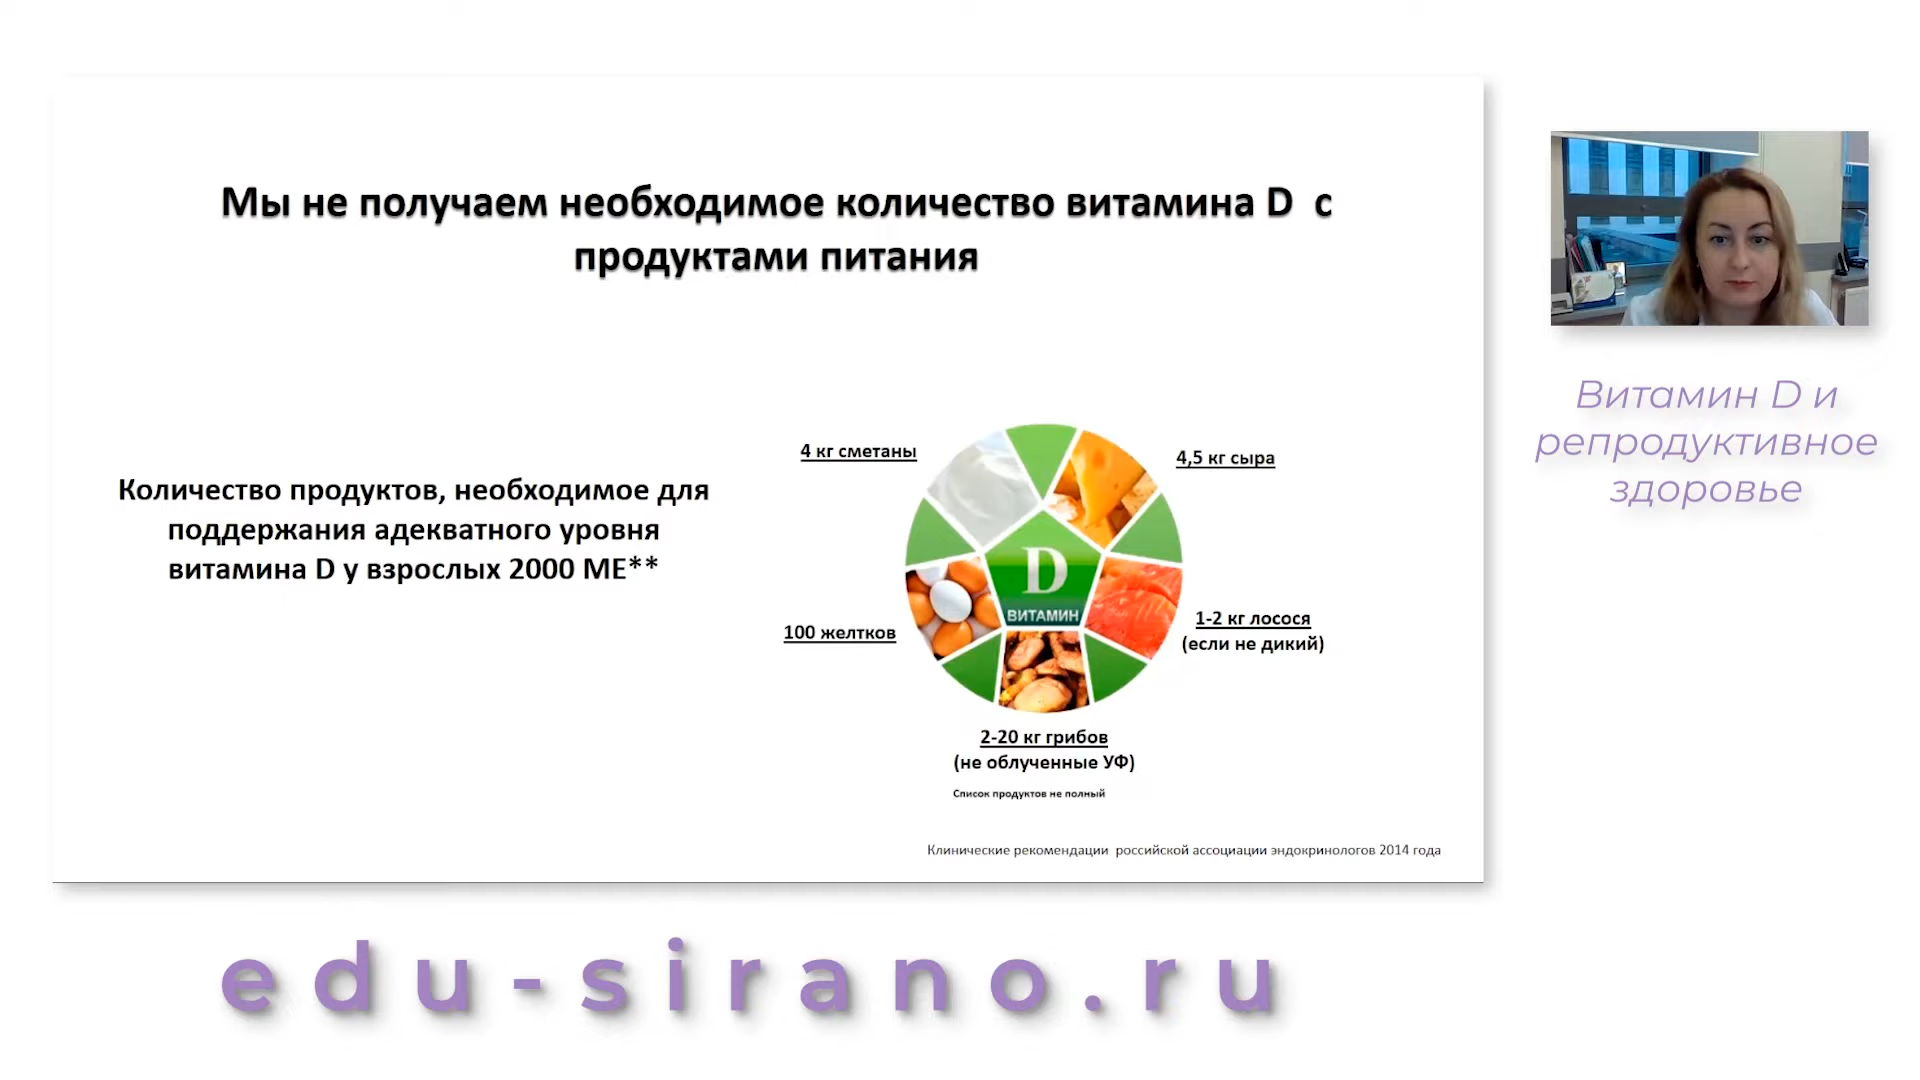 Мы не получаем необходимое количество витамина D с
продуктами питания
Количество продуктов, необходимое для
поддержания адекватного уровня
витамина D у взрослых 2000 МЕ**
4 кг сметаны
4,5 кг сыра
D
ВИТАМИН
100 желтков
1-2 кг лосося
(если не дикий)
2-20 кг грибов
(не облученные УФ)
Список продуктов не полный
Клинические рекомендации российской ассоциации эндокринологов 2014 года
Витамин D и
репродуктивное
здоровье
edu-sirano.ru